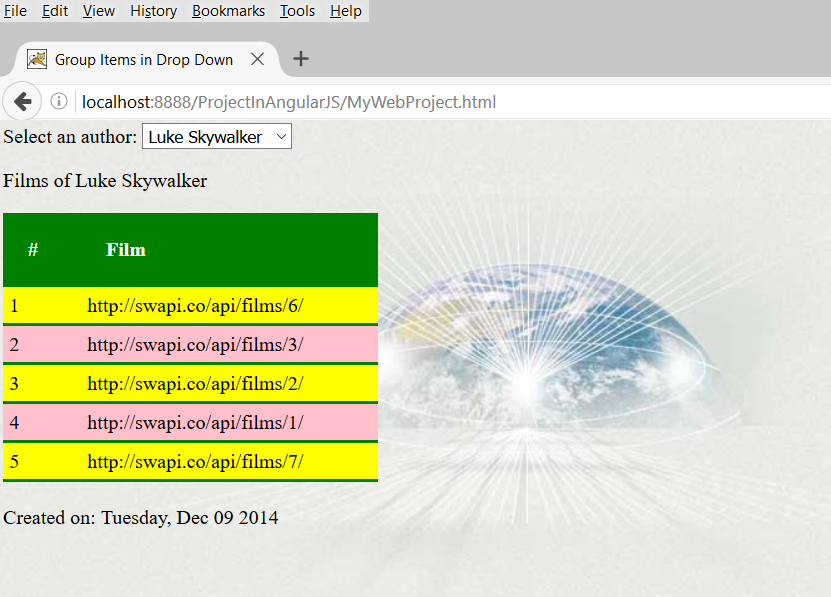 File Edit View History Bookmarks Tools Help
Group Items in Drop Down
localhost:8888/ProjectInAngularJS/MyWebProject.html
Select an author: Luke Skywalker
Films of Luke Skywalker
# Film
1 http://swapi.co/api/films/6/
2 http://swapi.co/api/films/3/
3 http://swapi.co/api/films/2/
4 http://swapi.co/api/films/1/
5 http://swapi.co/api/films/7/
Created on: Tuesday, Dec 09 2014